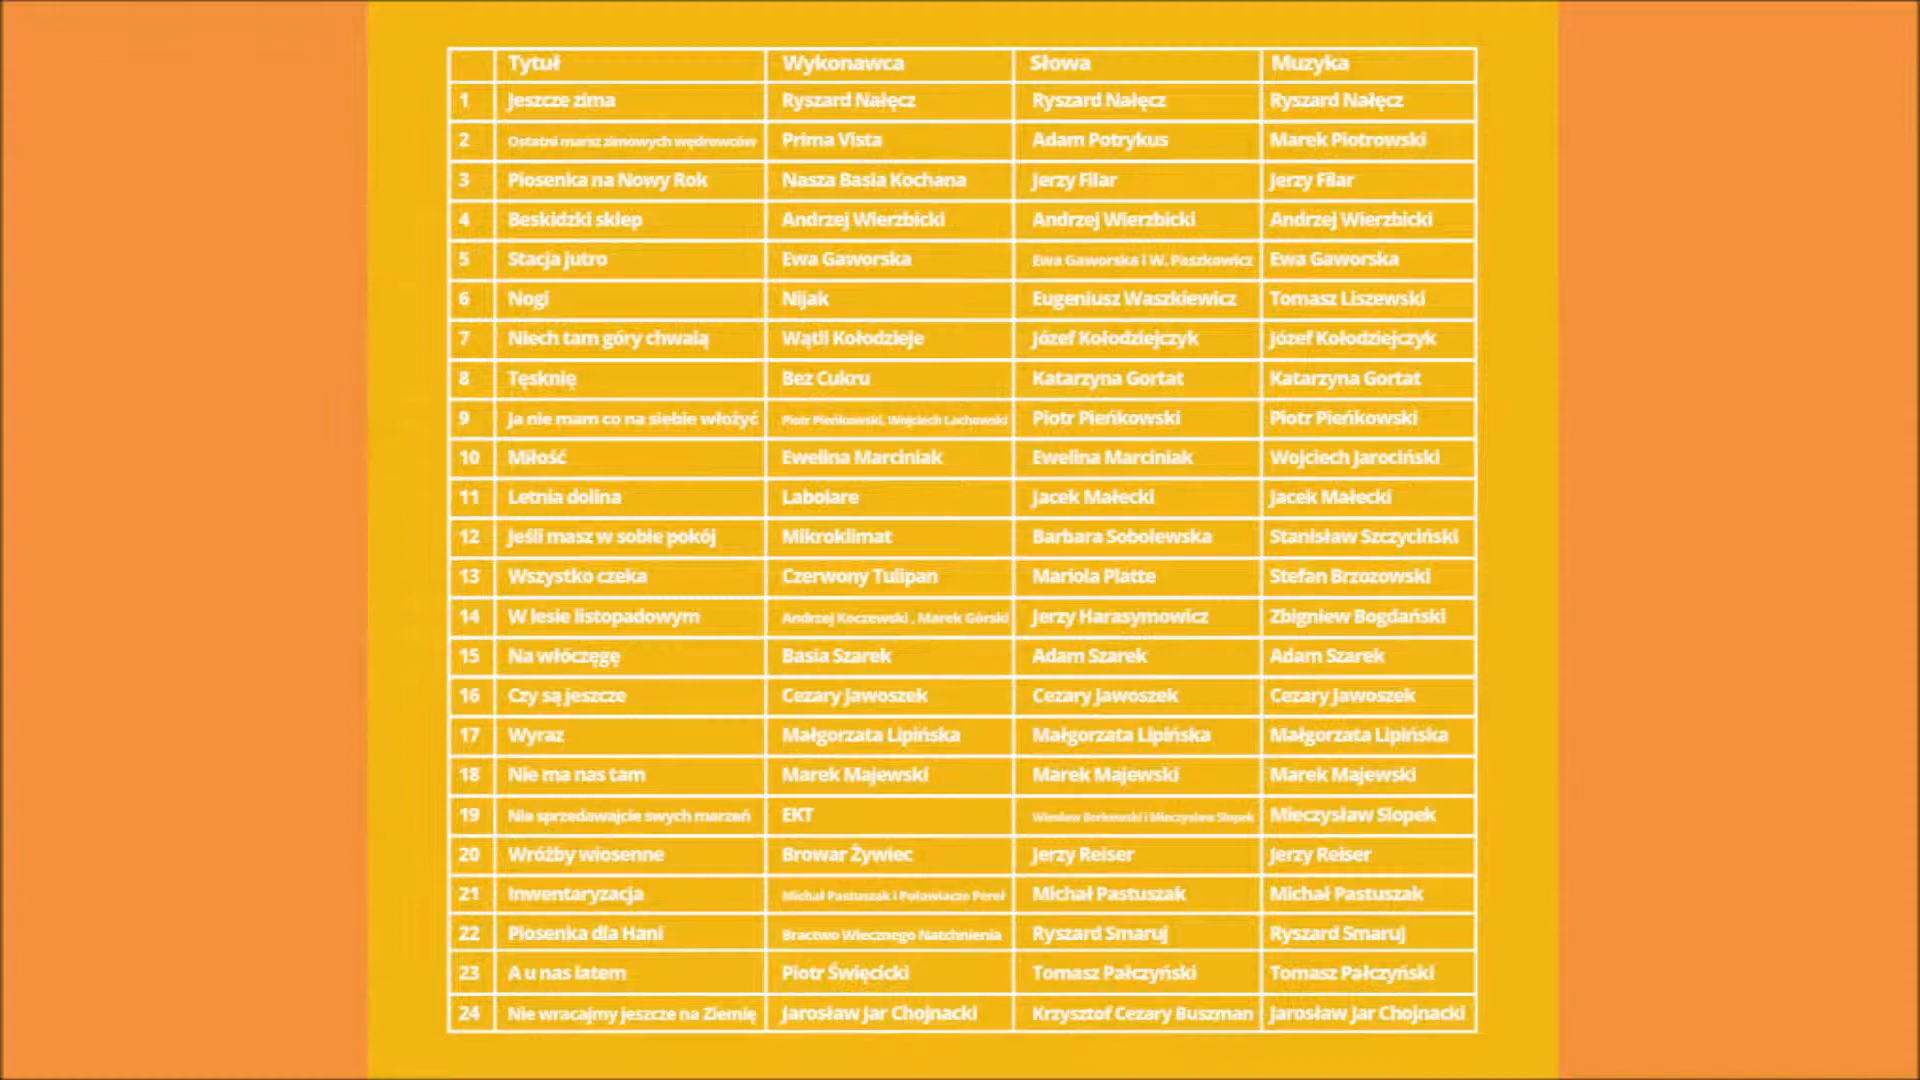 Tytuł Wykonawca Słowa Muzyka
1 Jeszcze zima Ryszard Nałęcz Ryszard Nałęcz Ryszard Nałęcz
2 Ostatni marsz zimowych wędrowców Prima Vista Adam Potrykus Marek Piotrowski
3 Piosenka na Nowy Rok Nasza Basia Kochana Jerzy Filar Jerzy Filar
4 Beskidzki sklep Andrzej Wierzbicki Andrzej Wierzbicki Andrzej Wierzbicki
5 Stacja jutro Ewa Gaworska Ewa Gaworska i W. Paszkowicz Ewa Gaworska
6 Nogi Nijak Eugeniusz Waszkiewicz Tomasz Liszewski
7 Niech tam góry chwalą Wątli Kołodzieje Józef Kołodziejczyk Józef Kołodziejczyk
8 Tęsknię Bez Cukru Katarzyna Gortat Katarzyna Gortat
9 Ja nie mam co na siebie włożyć Piotr Pieńkowski, Wojciech Lachowski Piotr Pieńkowski Piotr Pieńkowski
10 Miłość Ewelina Marciniak Ewelina Marciniak Wojciech Jarociński
11 Letnia dolina Labolare Jacek Małecki Jacek Małecki
12 Jeśli masz w sobie pokój Mikroklimat Barbara Sobolewska Stanisław Szczyciński
13 Wszystko czeka Czerwony Tulipan Mariola Platte Stefan Brzozowski
14 W lesie listopadowym Andrzej Koczewski , Marek Górski Jerzy Harasymowicz Zbigniew Bogdański
15 Na włóczęgę Basia Szarek Adam Szarek Adam Szarek
16 Czy są jeszcze Cezary Jawoszek Cezary Jawoszek Cezary Jawoszek
17 Wyraz Małgorzata Lipińska Małgorzata Lipińska Małgorzata Lipińska
18 Nie ma nas tam Marek Majewski Marek Majewski Marek Majewski
19 Nie sprzedawajcie swych marzeń EKT Wiesław Borkowski i Mieczysław Slopek Mieczysław Slopek
20 Wróżby wiosenne Browar Żywiec Jerzy Reiser Jerzy Reiser
21 Inwentaryzacja Michał Pastuszak i Poławiacze Pereł Michał Pastuszak Michał Pastuszak
22 Piosenka dla Hani Bractwo Wiecznego Natchnienia Ryszard Smaruj Ryszard Smaruj
23 A u nas latem Piotr Święcicki Tomasz Pałczyński Tomasz Pałczyński
24 Nie wracajmy jeszcze na Ziemię Jarosław Jar Chojnacki Krzysztof Cezary Buszman Jarosław Jar Chojnacki